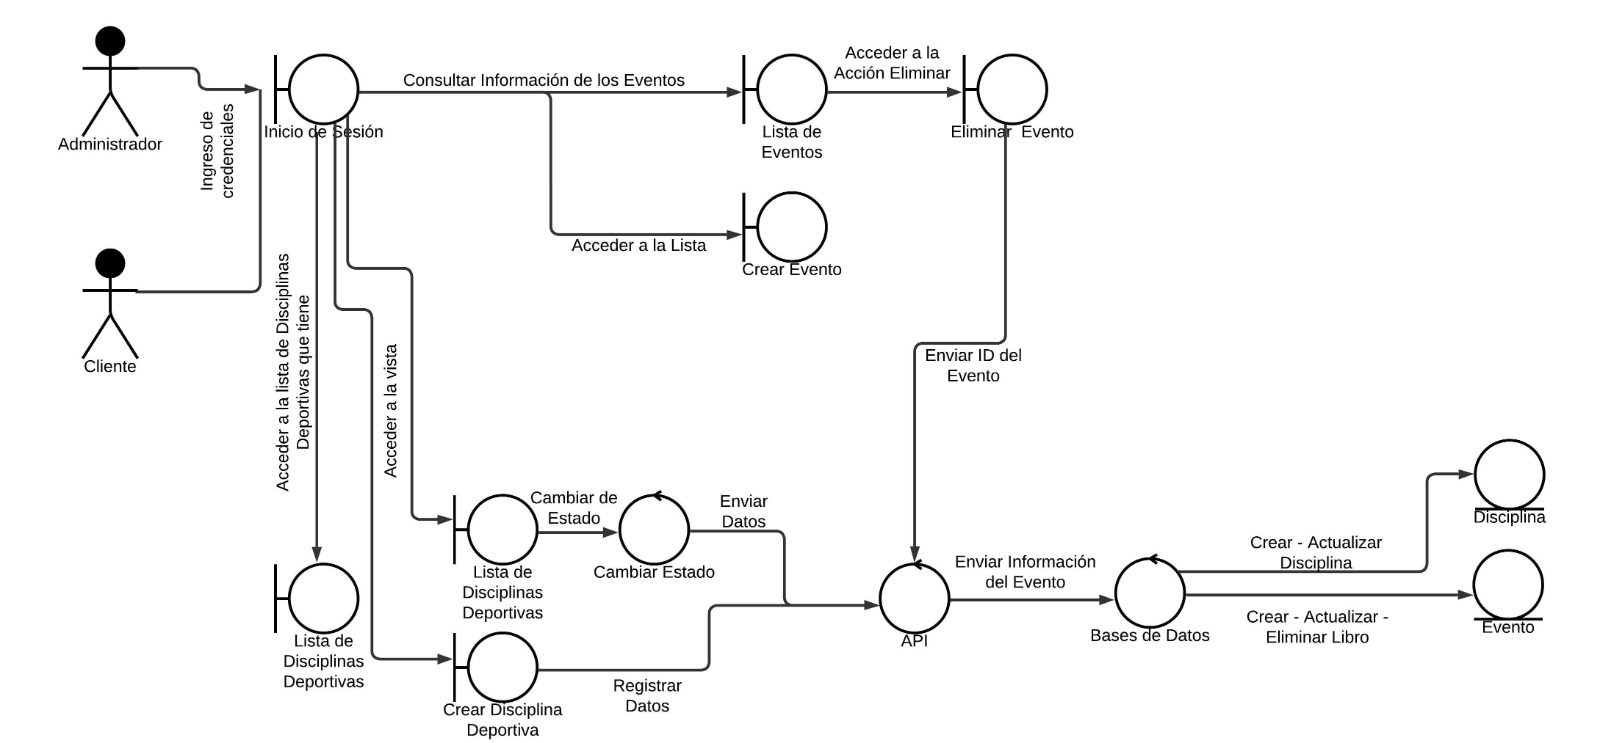 Administrador
Ingreso de
credenciales
Cliente
Inicio de Sesión
Consultar Información de los Eventos
Lista de
Eventos
Acceder a la
Acción Eliminar
Eliminar Evento
Acceder a la Lista
Crear Evento
Enviar ID del
Evento
Acceder a la lista de Disciplinas
Deportivas que tiene
Acceder a la vista
Lista de
Disciplinas
Deportivas
Cambiar de
Estado
Cambiar Estado
Enviar
Datos
Lista de
Disciplinas
Deportivas
Crear Disciplina
Deportiva
Registrar
Datos
API
Enviar Información
del Evento
Bases de Datos
Crear - Actualizar
Disciplina
Disciplina
Crear - Actualizar -
Eliminar Libro
Evento